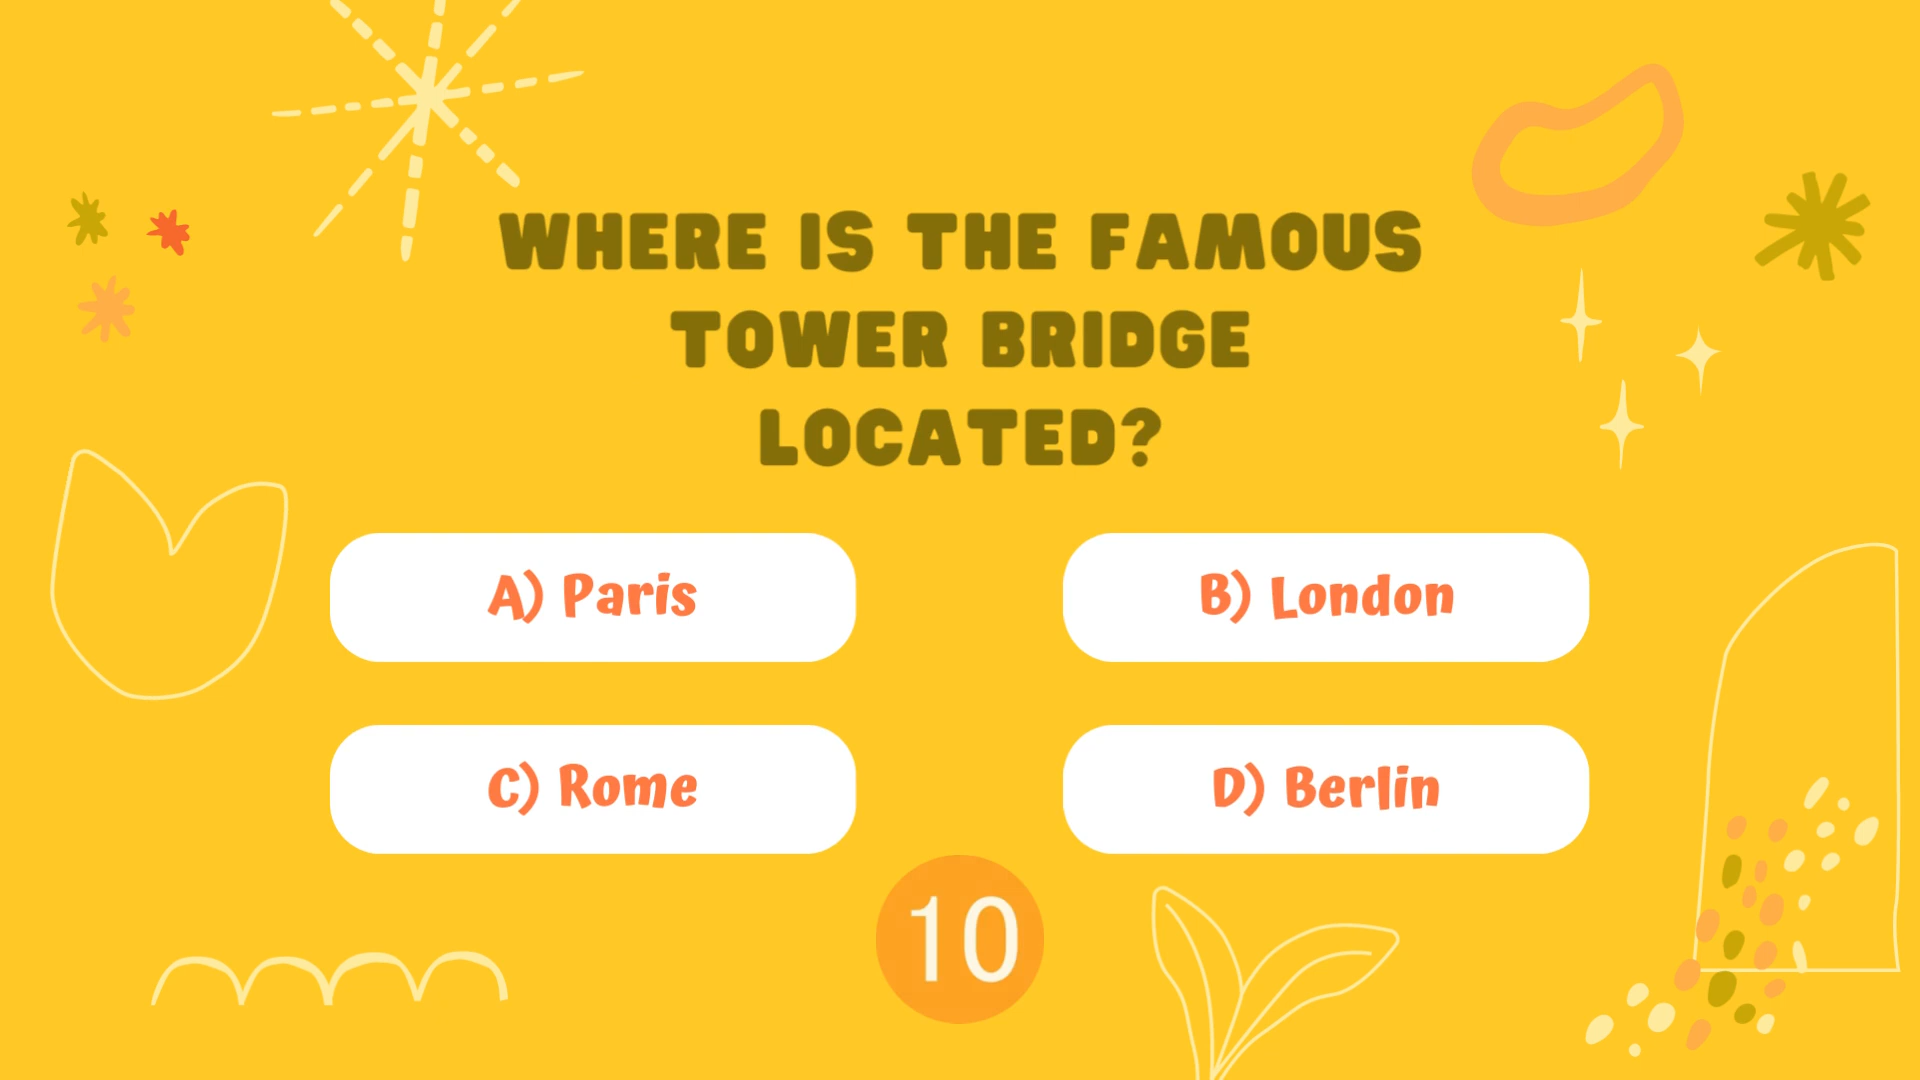 WHERE IS THE FAMOUS
TOWER BRIDGE
LOCATED?
A) Paris
B) London
C) Rome
D) Berlin
10